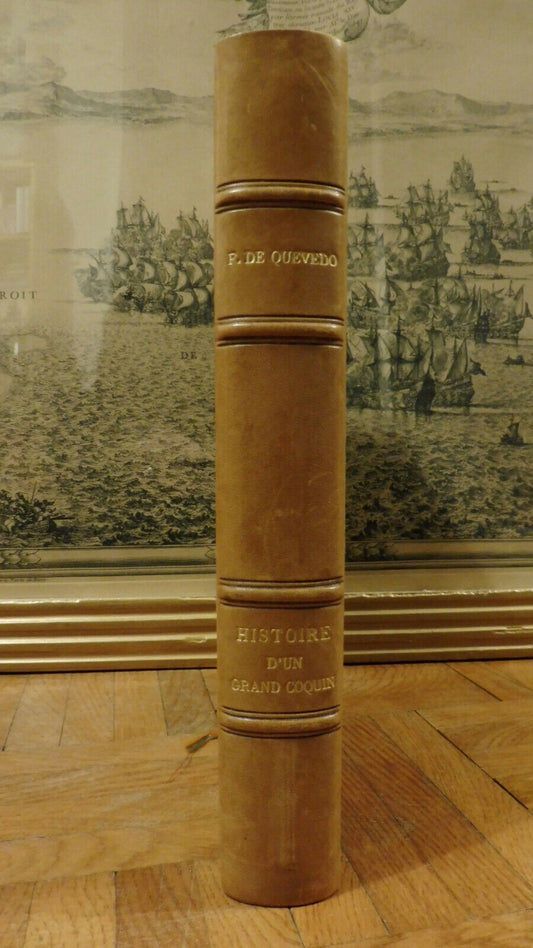 F. DE QUEVEDO
HISTOIRE
D'UN
GRAND COQUIN
ROIT
DE